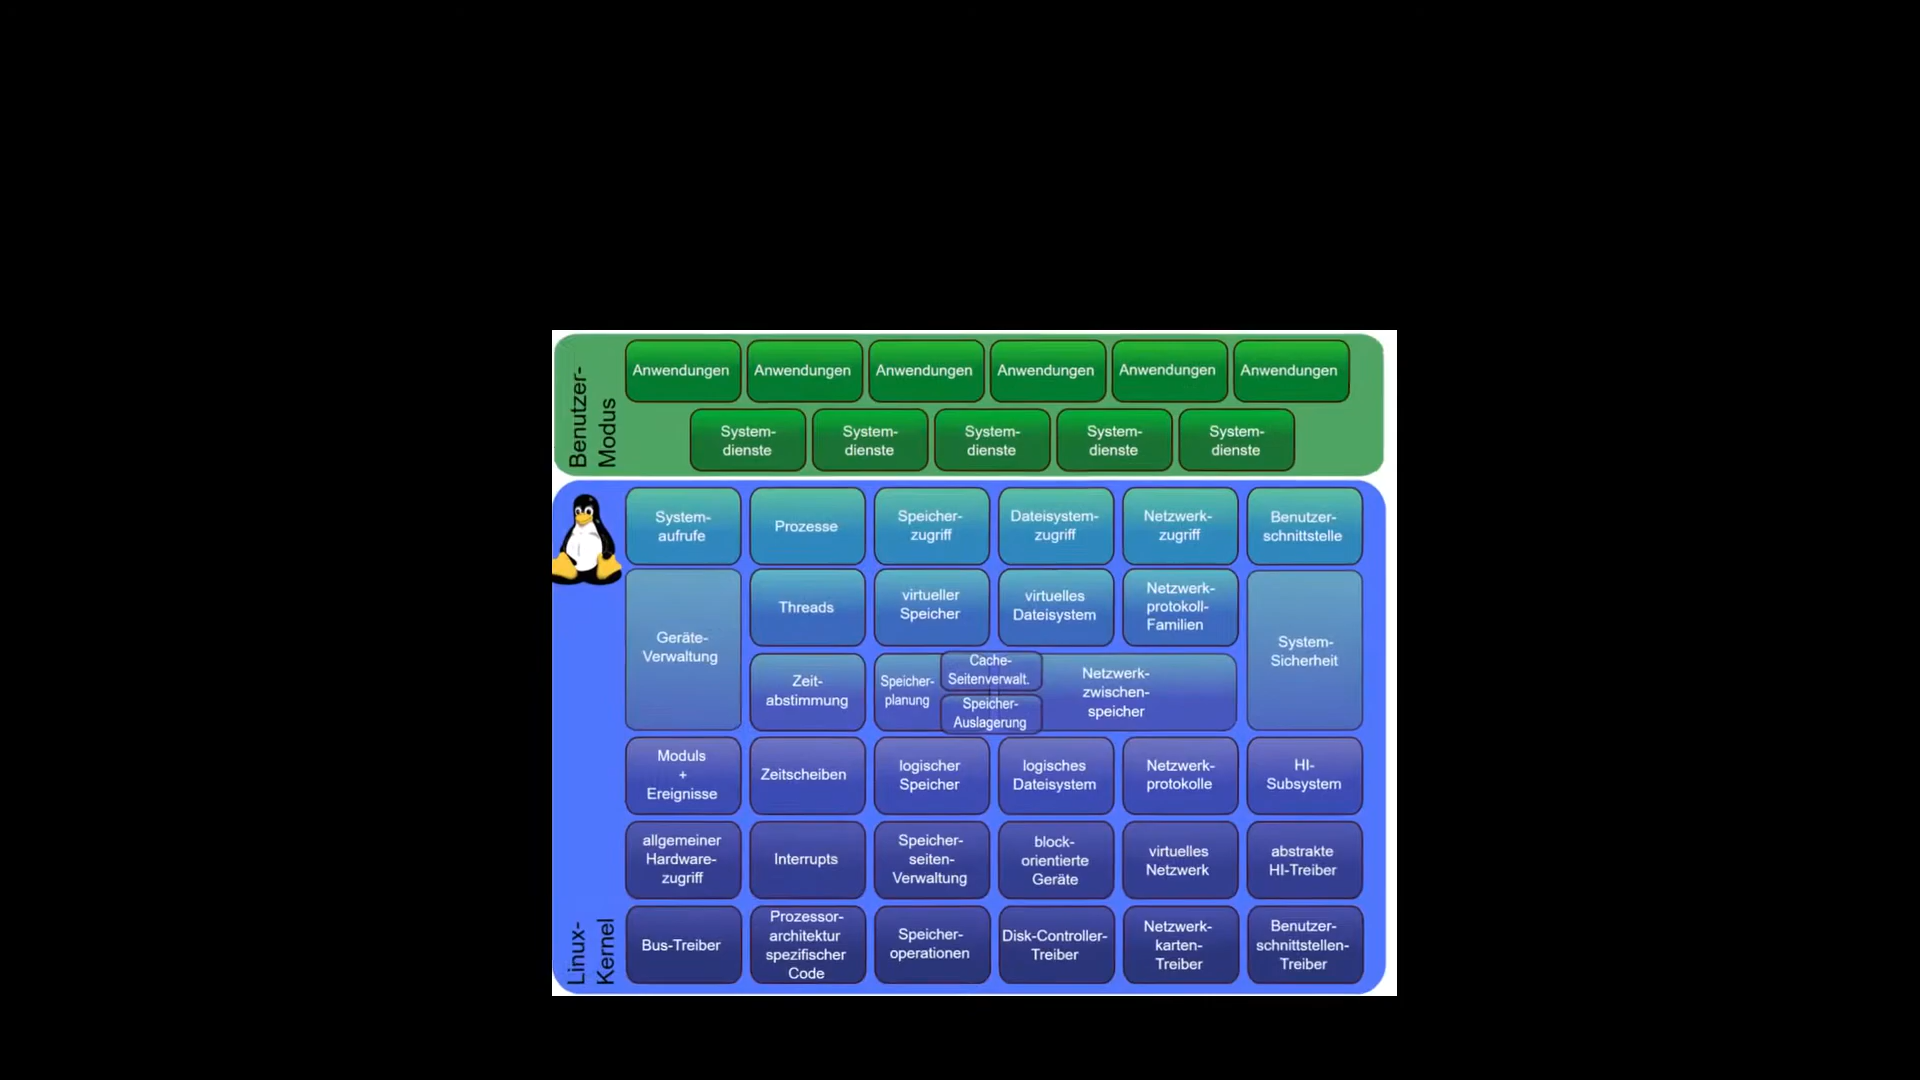 Benutzer-
Modus
Anwendungen
Anwendungen
Anwendungen
Anwendungen
Anwendungen
Anwendungen
System-
dienste
System-
dienste
System-
dienste
System-
dienste
System-
dienste
Linux-
Kernel
System-
aufrufe
Prozesse
Speicher-
zugriff
Dateisystem-
zugriff
Netzwerk-
zugriff
Benutzer-
schnittstelle
Geräte-
Verwaltung
Threads
virtueller
Speicher
virtuelles
Dateisystem
Netzwerk-
protokoll-
Familien
System-
Sicherheit
Zeit-
abstimmung
Speicher-
planung
Cache-
Seitenverwalt.
Speicher-
Auslagerung
Netzwerk-
zwischen-
speicher
Moduls
+
Ereignisse
Zeitscheiben
logischer
Speicher
logisches
Dateisystem
Netzwerk-
protokolle
HI-
Subsystem
allgemeiner
Hardware-
zugriff
Interrupts
Speicher-
seiten-
Verwaltung
block-
orientierte
Geräte
virtuelles
Netzwerk
abstrakte
HI-Treiber
Bus-Treiber
Prozessor-
architektur
spezifischer
Code
Speicher-
operationen
Disk-Controller-
Treiber
Netzwerk-
karten-
Treiber
Benutzer-
schnittstellen-
Treiber